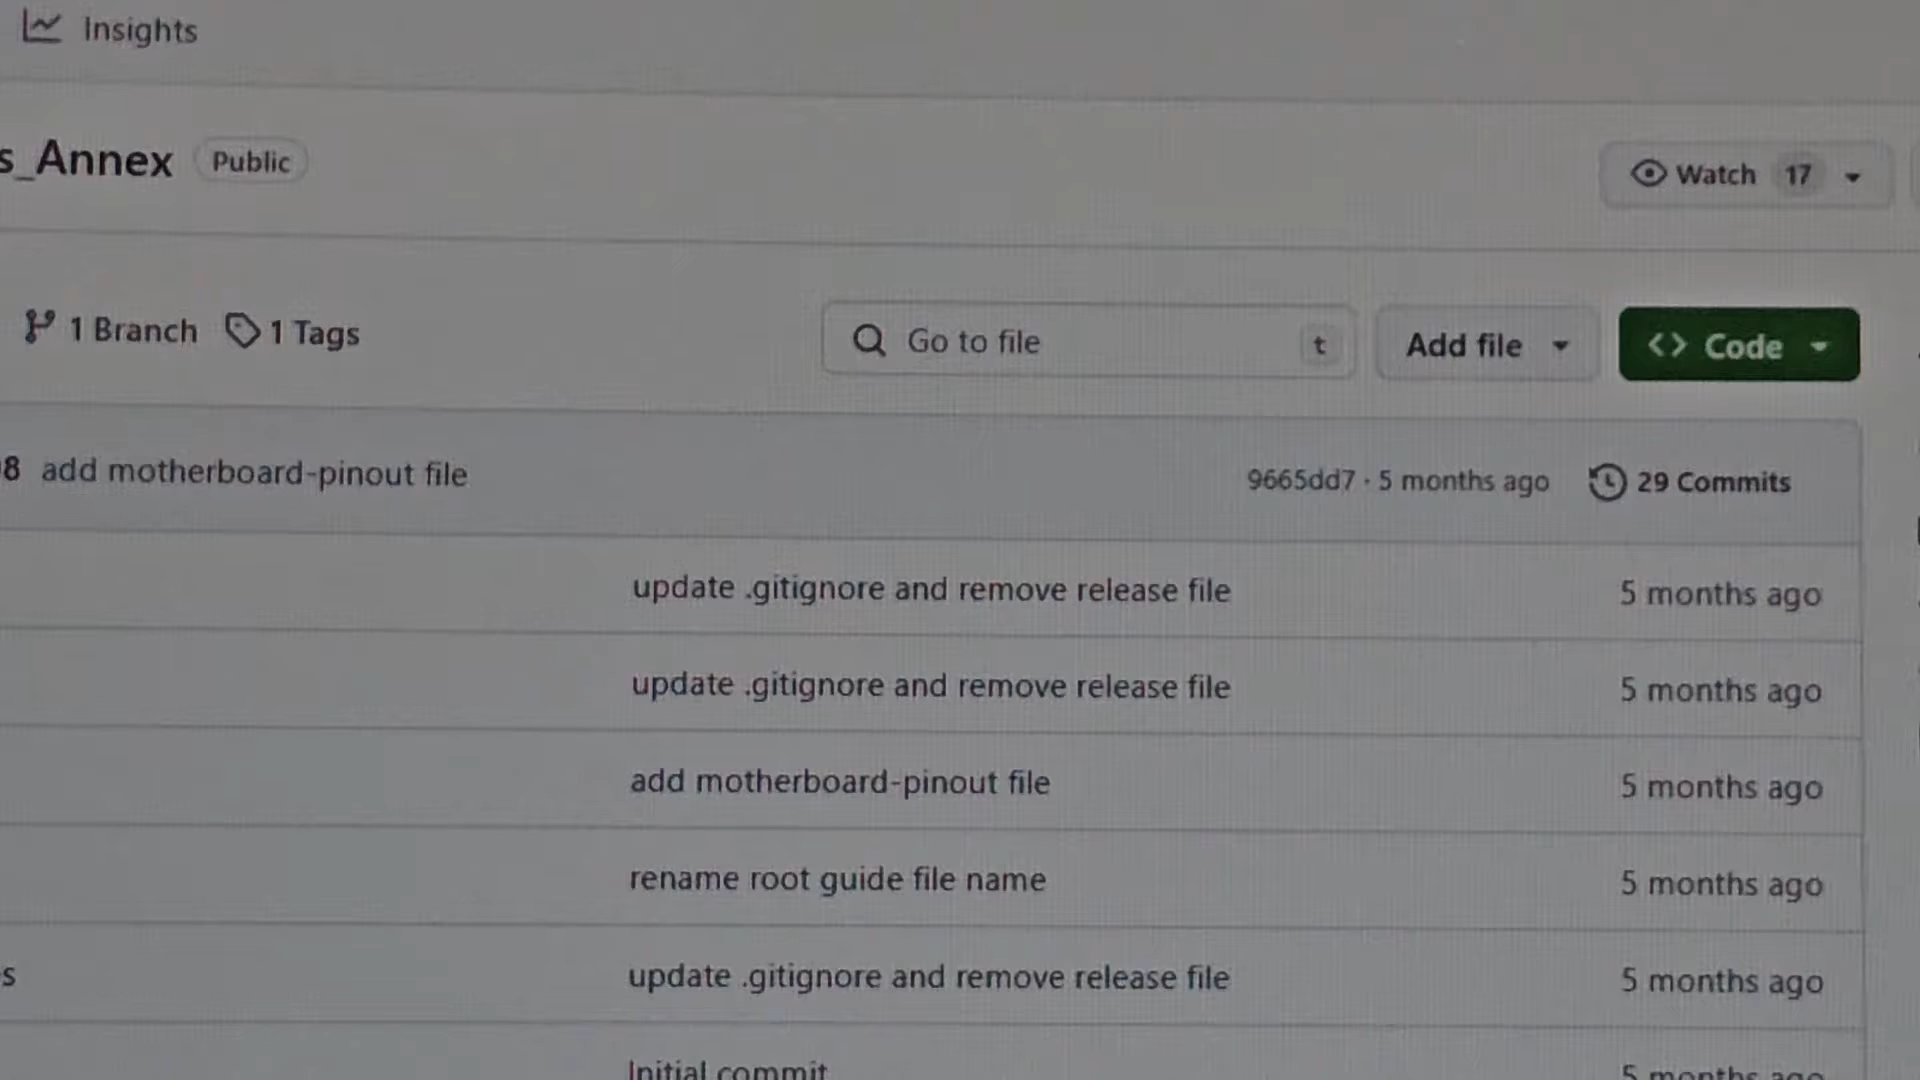 Insights
s_Annex Public
Watch 17
1 Branch 1 Tags
Go to file t
Add file
Code
8 add motherboard-pinout file 9665dd7 · 5 months ago 29 Commits
update .gitignore and remove release file 5 months ago
update .gitignore and remove release file 5 months ago
add motherboard-pinout file 5 months ago
rename root guide file name 5 months ago
s update .gitignore and remove release file 5 months ago
Initial commit 5 months ago